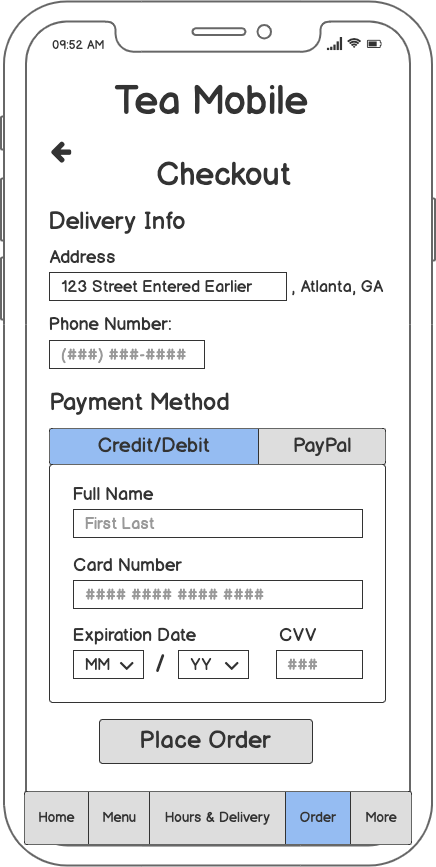 09:52 AM
Tea Mobile
Checkout
Delivery Info
Address
123 Street Entered Earlier , Atlanta, GA
Phone Number:
(###) ###-####
Payment Method
Credit/Debit PayPal
Full Name
First Last
Card Number
#### #### #### ####
Expiration Date CVV
MM / YY ###
Place Order
Home Menu Hours & Delivery Order More